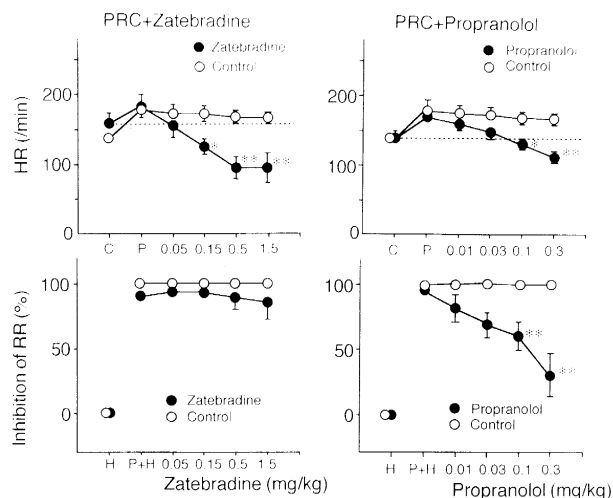 PRC+Zatebradine
PRC+Propranolol
Zatebradine
Control
Propranolol
Control
HR (/min)
200
150
100
0
200
150
100
0
**
**
**
C P 0.05 0.15 0.5 1.5
C P 0.01 0.03 0.1 0.3
Inhibition of RR (%)
100
50
0
100
50
0
**
**
Zatebradine
Control
Propranolol
Control
H P+H 0.05 0.15 0.5 1.5
H P+H 0.01 0.03 0.1 0.3
Zatebradine (mg/kg)
Propranolol (mg/kg)